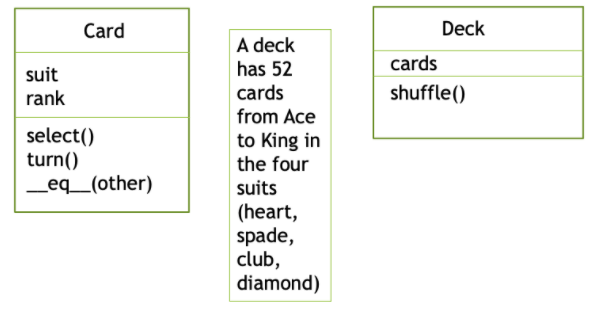 Card
suit
rank
select()
turn()
__eq__(other)
A deck
has 52
cards
from Ace
to King in
the four
suits
(heart,
spade,
club,
diamond)
Deck
cards
shuffle()